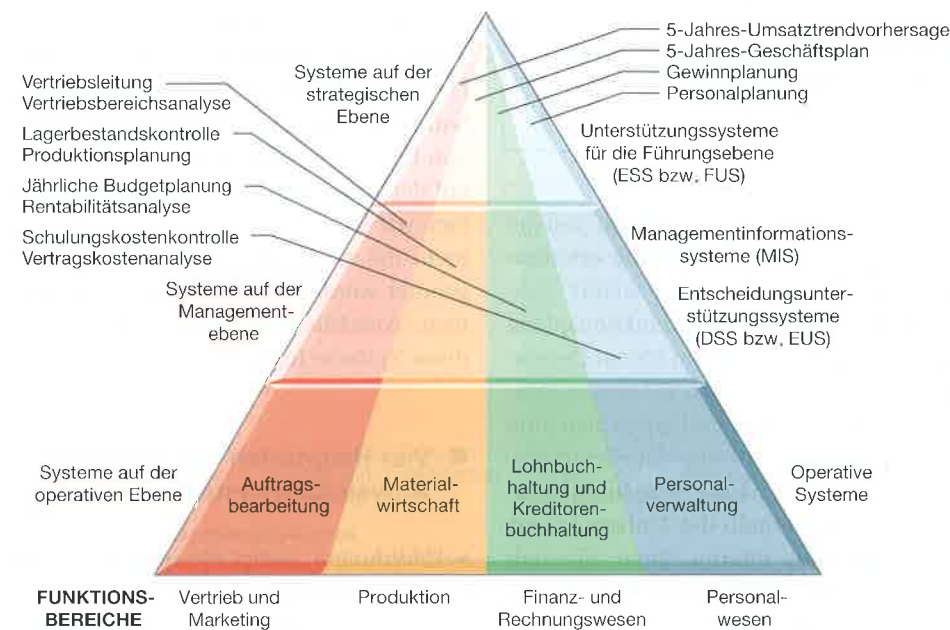 5-Jahres-Umsatztrendvorhersage
5-Jahres-Geschäftsplan
Gewinnplanung
Personalplanung
Systeme auf der
strategischen
Ebene
Vertriebsleitung
Vertriebsbereichsanalyse
Lagerbestandskontrolle
Produktionsplanung
Jährliche Budgetplanung
Rentabilitätsanalyse
Schulungskostenkontrolle
Vertragskostenanalyse
Unterstützungssysteme
für die Führungsebene
(ESS bzw. FUS)
Managementinformations-
systeme (MIS)
Systeme auf der
Management-
ebene
Entscheidungsunter-
stützungssysteme
(DSS bzw. EUS)
Systeme auf der
operativen Ebene
Auftrags-
bearbeitung
Material-
wirtschaft
Lohnbuch-
haltung und
Kreditoren-
buchhaltung
Personal-
verwaltung
Operative
Systeme
FUNKTIONS-
BEREICHE
Vertrieb und
Marketing
Produktion
Finanz- und
Rechnungswesen
Personal-
wesen